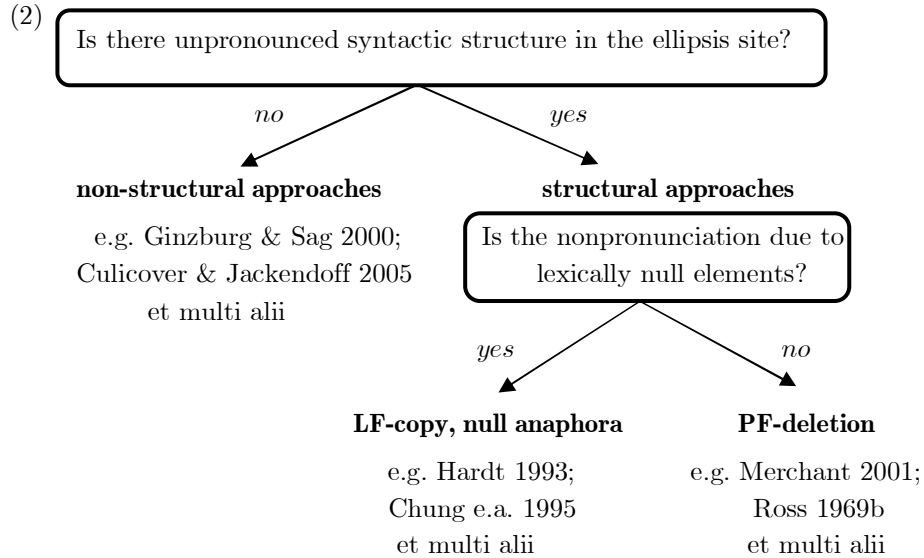 (2)
Is there unpronounced syntactic structure in the ellipsis site?
no
yes
non-structural approaches
e.g. Ginzburg & Sag 2000;
Culicover & Jackendoff 2005
et multi alii
structural approaches
Is the nonpronunciation due to
lexically null elements?
yes
no
LF-copy, null anaphora
e.g. Hardt 1993;
Chung e.a. 1995
et multi alii
PF-deletion
e.g. Merchant 2001;
Ross 1969b
et multi alii